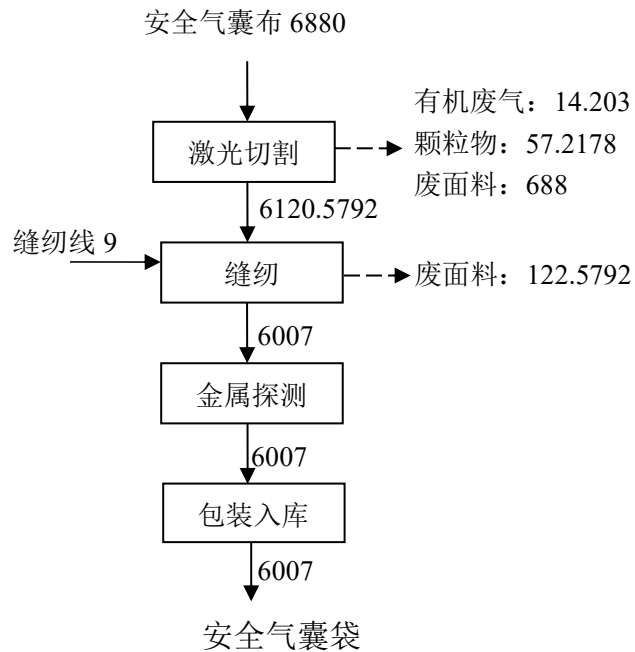 安全气囊布 6880
有机废气：14.203
激光切割
颗粒物：57.2178
废面料：688
6120.5792
缝纫线 9
缝纫
废面料：122.5792
6007
金属探测
6007
包装入库
6007
安全气囊袋